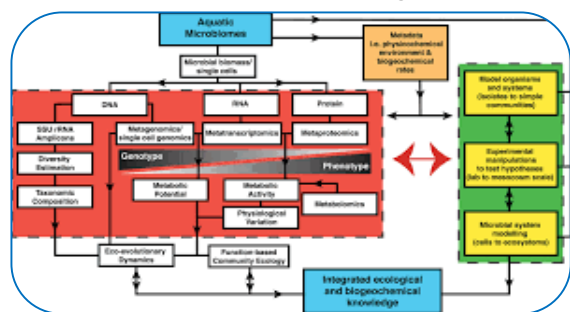 Aquatic
Microbiomes
Metadata
i.e. physicochemical
environment &
biogeochemical
rates
Microbial biomass/
single cells
Model organisms
and systems
(isolates to simple
communities)
DNA
RNA
Protein
SSU rRNA
Amplicons
Metagenomics/
single cell genomics
Metatranscriptomics
Metaproteomics
Diversity
Estimation
Genotype
Phenotype
Experimental
manipulations
to test hypotheses
(lab to mesocosm scale)
Taxonomic
Composition
Metabolic
Potential
Metabolic
Activity
Metabolomics
Physiological
Variation
Microbial system
modelling
(cells to ecosystems)
Eco-evolutionary
Dynamics
Function-based
Community Ecology
Integrated ecological
and biogeochemical
knowledge